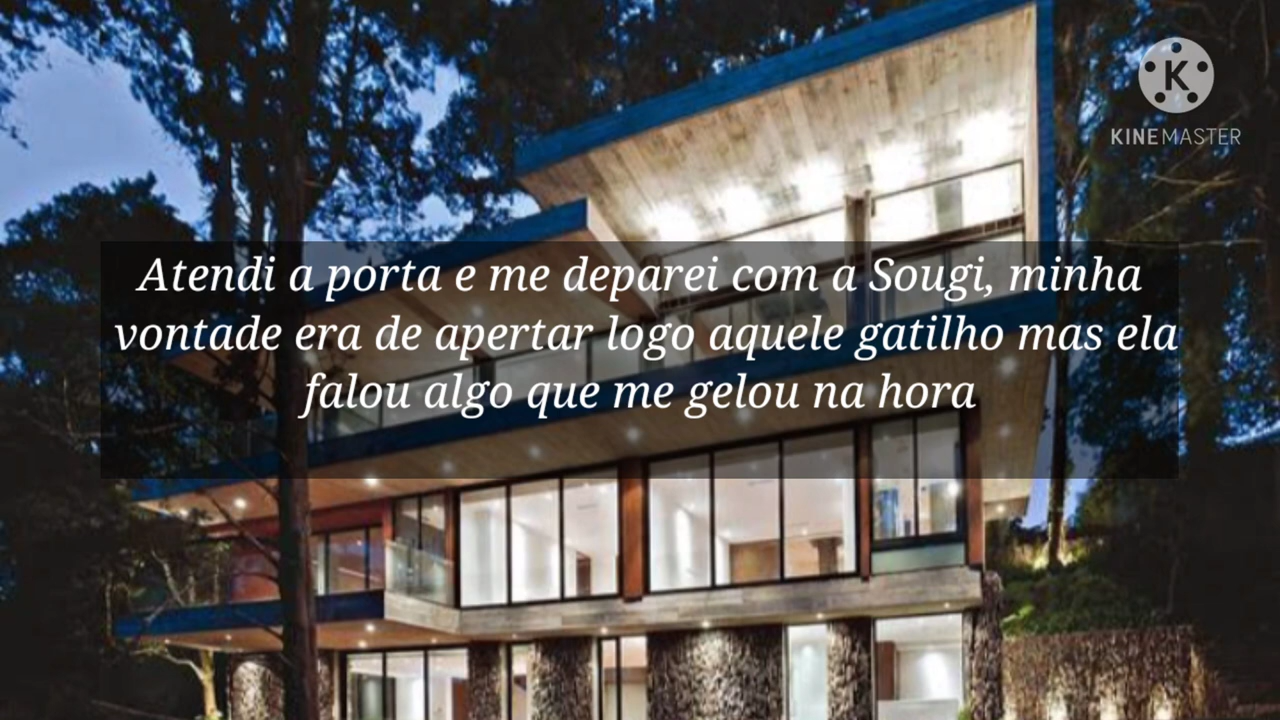 KINEMASTER
Atendi a porta e me deparei com a Sougi, minha
vontade era de apertar logo aquele gatilho mas ela
falou algo que me gelou na hora